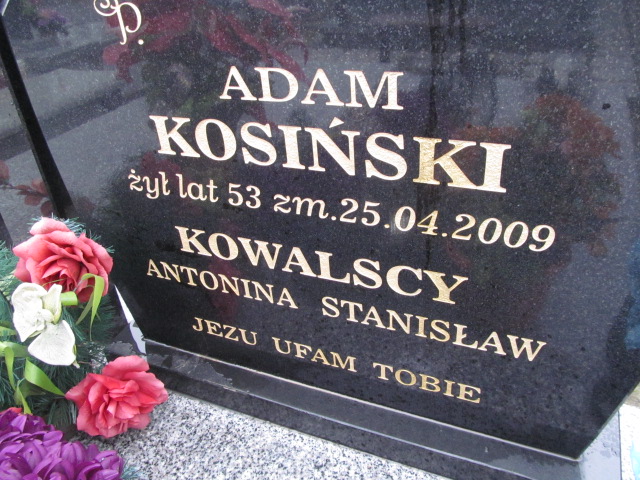 Ś.P.
ADAM
KOSIŃSKI
żył lat 53 zm.25.04.2009
KOWALSCY
ANTONINA STANISŁAW
JEZU UFAM TOBIE